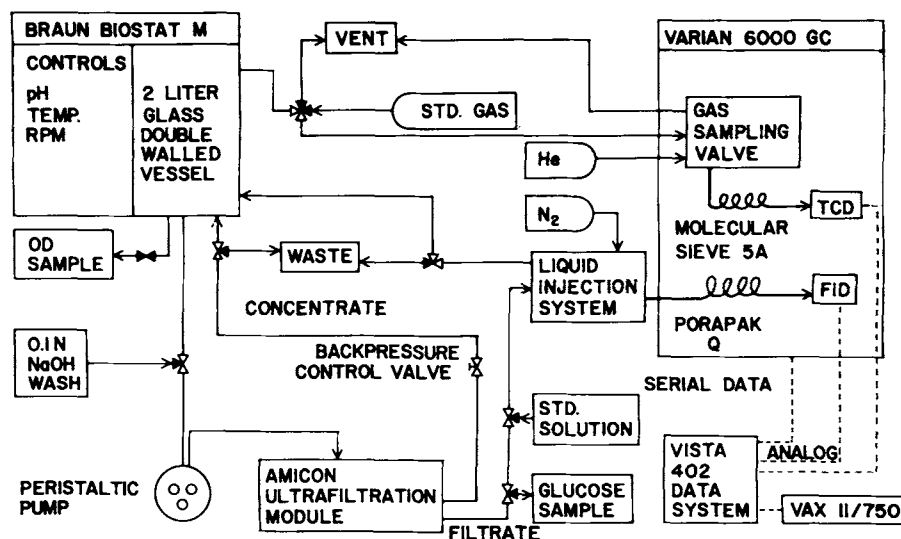 BRAUN BIOSTAT M
CONTROLS
pH
TEMP.
RPM
2 LITER
GLASS
DOUBLE
WALLED
VESSEL
VENT
STD. GAS
VARIAN 6000 GC
GAS
SAMPLING
VALVE
He
N2
TCD
MOLECULAR
SIEVE 5A
OD
SAMPLE
WASTE
LIQUID
INJECTION
SYSTEM
FID
PORAPAK
Q
CONCENTRATE
0.1 N
NaOH
WASH
BACKPRESSURE
CONTROL VALVE
SERIAL DATA
STD.
SOLUTION
VISTA
402
DATA
SYSTEM
ANALOG
PERISTALTIC
PUMP
AMICON
ULTRAFILTRATION
MODULE
GLUCOSE
SAMPLE
FILTRATE
VAX 11/750